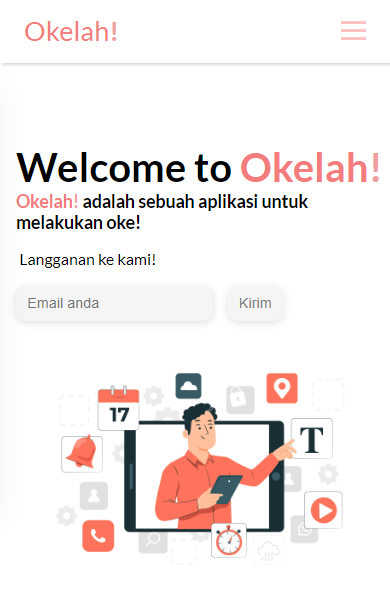 Okelah!
Welcome to Okelah!
Okelah! adalah sebuah aplikasi untuk
melakukan oke!
Langganan ke kami!
Email anda
Kirim
17
T